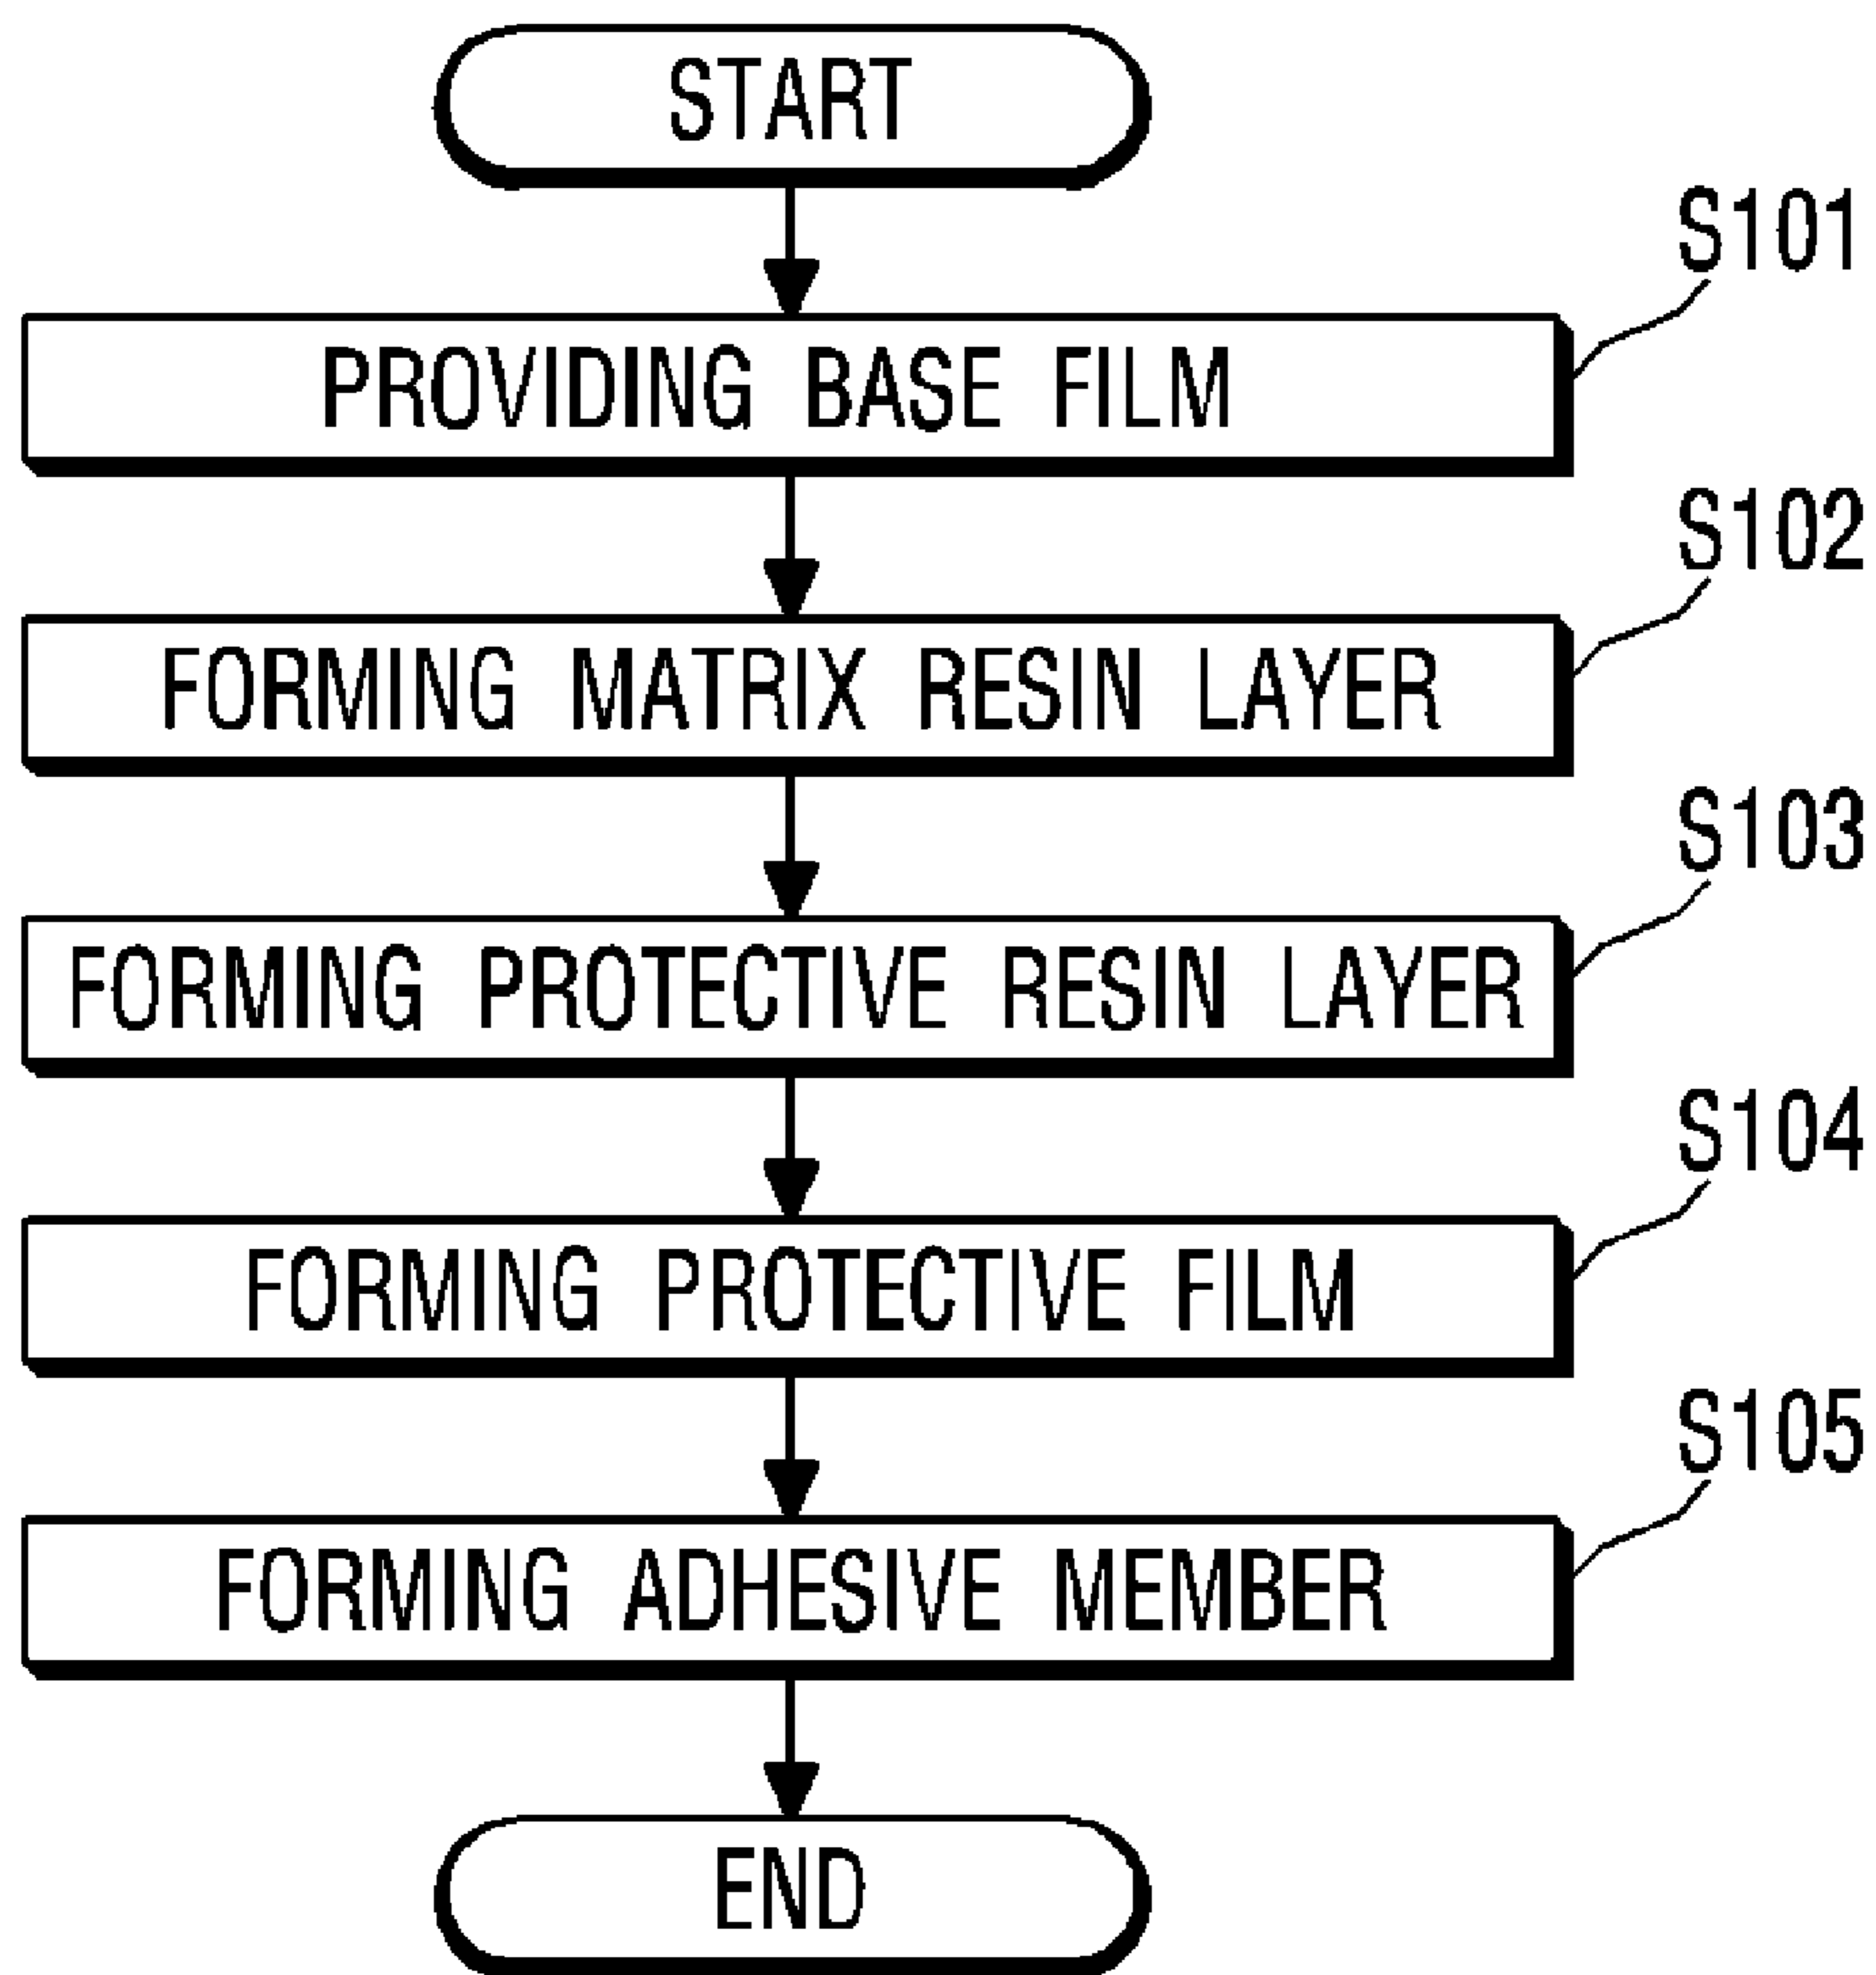 START
S101
PROVIDING BASE FILM
S102
FORMING MATRIX RESIN LAYER
S103
FORMING PROTECTIVE RESIN LAYER
S104
FORMING PROTECTIVE FILM
S105
FORMING ADHESIVE MEMBER
END